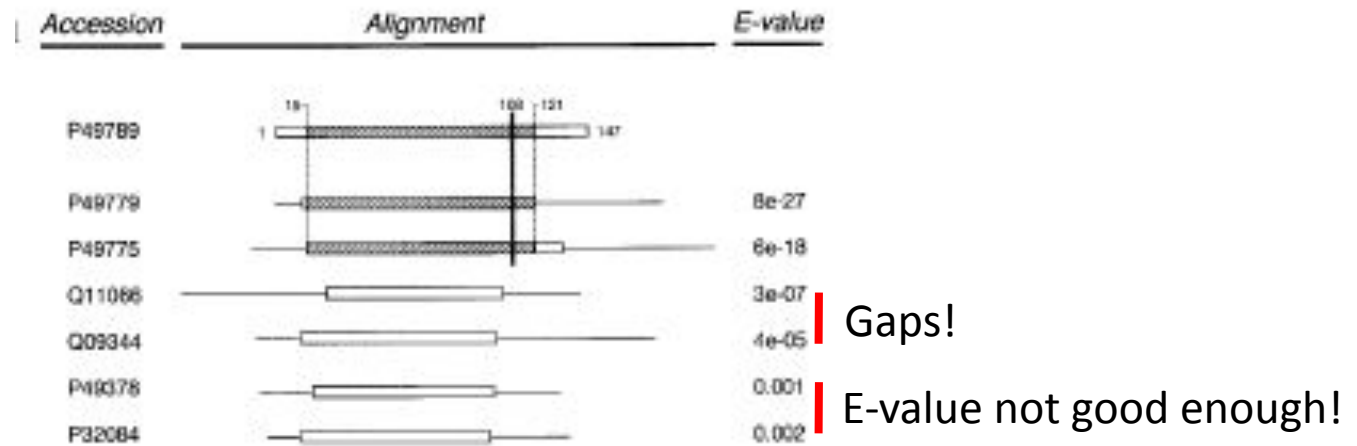 Accession Alignment E-value
19 108 121
P49789 1 147
P49779 8e-27
P49775 6e-18
Q11066 3e-07
Gaps!
Q09344 4e-05
P49378 0.001
E-value not good enough!
P32084 0.002